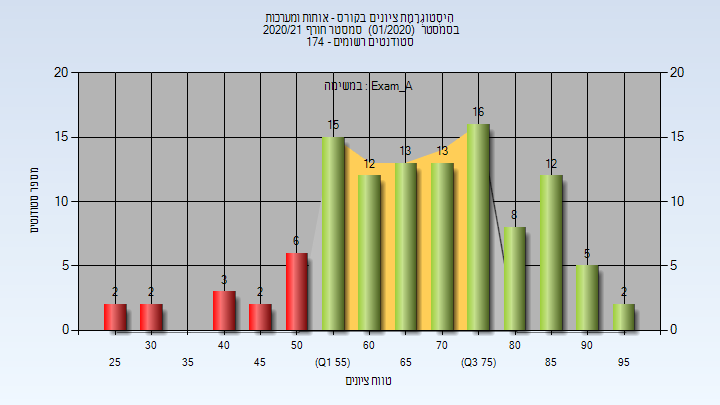 היסטוגרמת ציונים בקורס - אותות ומערכות
בסמסטר (01/2020) סמסטר חורף 2020/21
סטודנטים רשומים - 174
במשימה : Exam_A
מספר סטודנטים
20 20
15 15
10 10
5 5
0 0
2 2 3 2 6 15 12 13 13 16 8 12 5 2
30 40 50 60 70 80 90
25 35 45 (Q1 55) 65 (Q3 75) 85 95
טווח ציונים